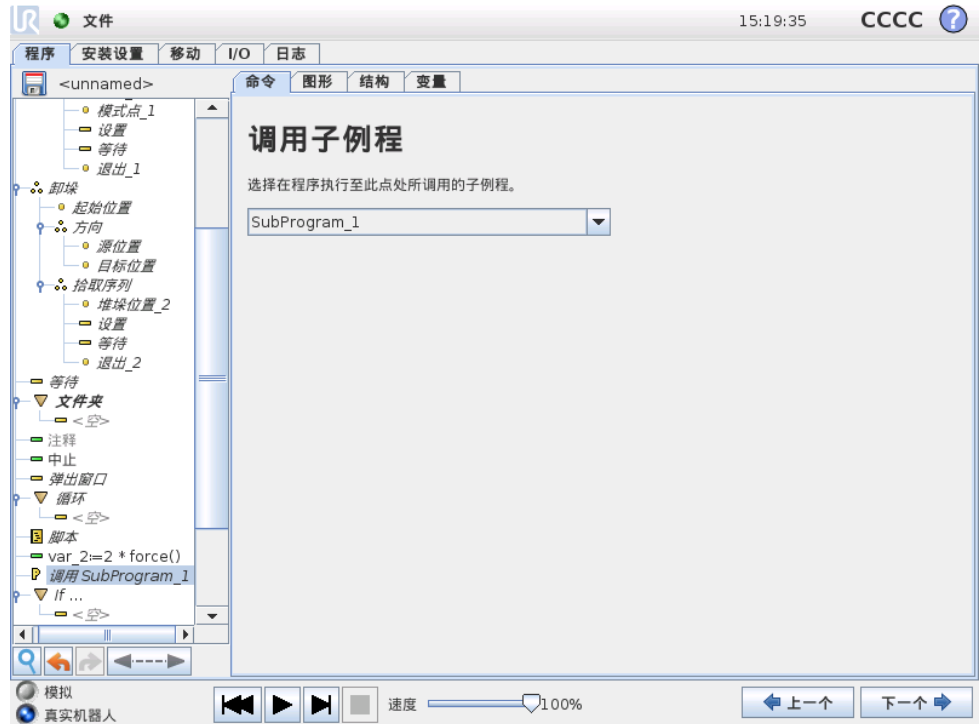 UR 文件 15:19:35 CCCC ?
程序 安装设置 移动 I/O 日志
<unnamed>
命令 图形 结构 变量
模式点_1
设置
等待
退出_1
卸垛
起始位置
方向
源位置
目标位置
拾取序列
堆垛位置_2
设置
等待
退出_2
等待
文件夹
<空>
注释
中止
弹出窗口
循环
<空>
脚本
var_2:=2 * force()
调用 SubProgram_1
If ...
<空>
调用子例程
选择在程序执行至此点处所调用的子例程。
SubProgram_1
模拟
真实机器人
速度 100%
上一个 下一个